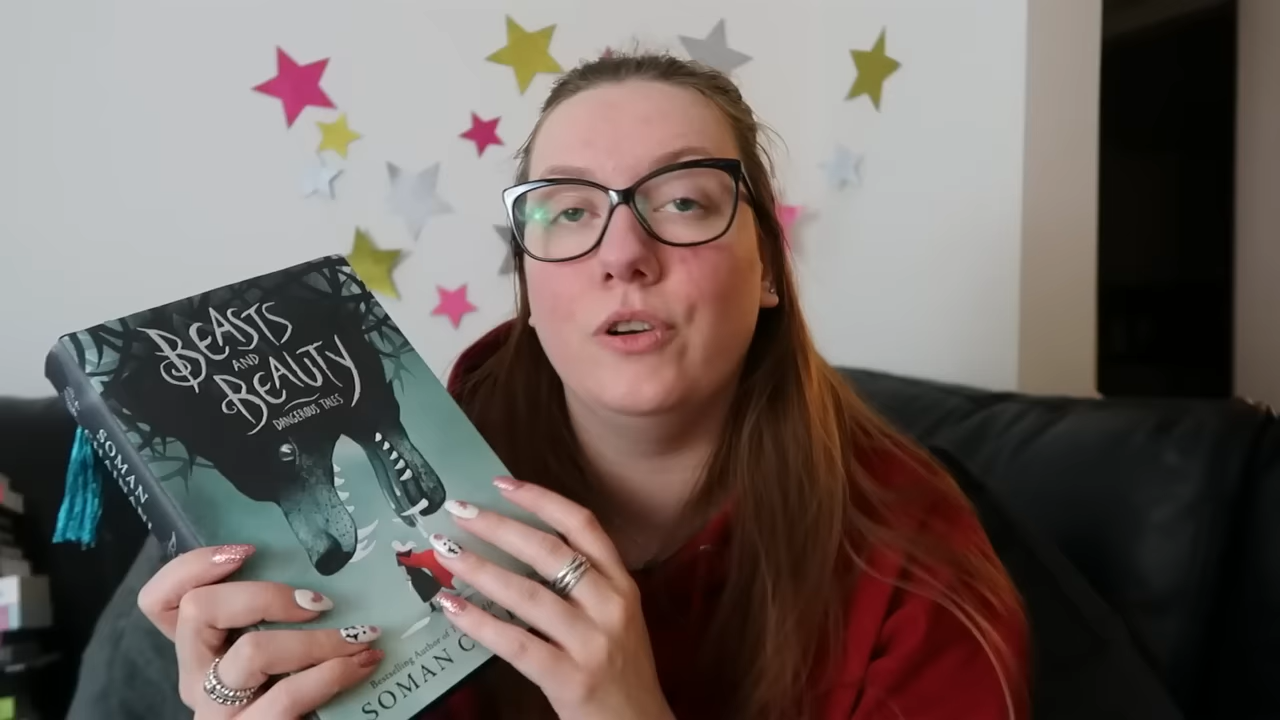 BEASTS
AND
BEAUTY
DANGEROUS TALES
Bestselling Author of
SOMAN C
SOMAN